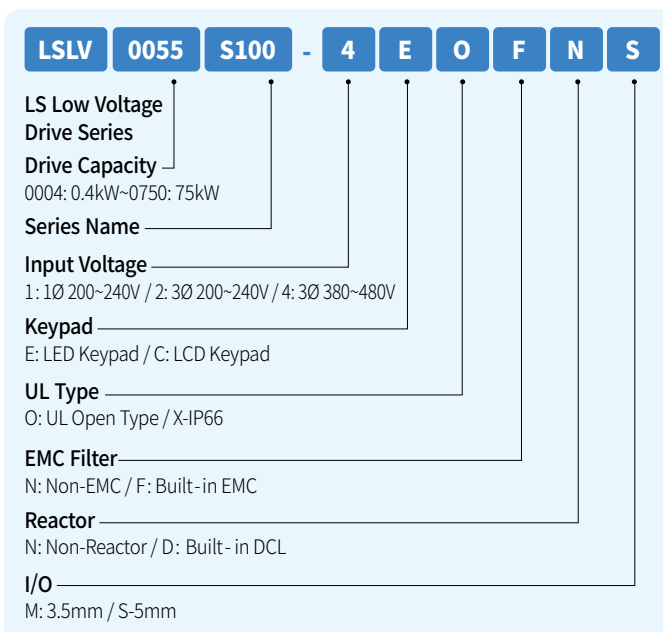 LSLV 0055 S100 - 4 E O F N S
LS Low Voltage
Drive Series
Drive Capacity
0004: 0.4kW~0750: 75kW
Series Name
Input Voltage
1: 1Ø 200~240V / 2: 3Ø 200~240V / 4: 3Ø 380~480V
Keypad
E: LED Keypad / C: LCD Keypad
UL Type
O: UL Open Type / X-IP66
EMC Filter
N: Non-EMC / F: Built-in EMC
Reactor
N: Non-Reactor / D: Built-in DCL
I/O
M: 3.5mm / S-5mm